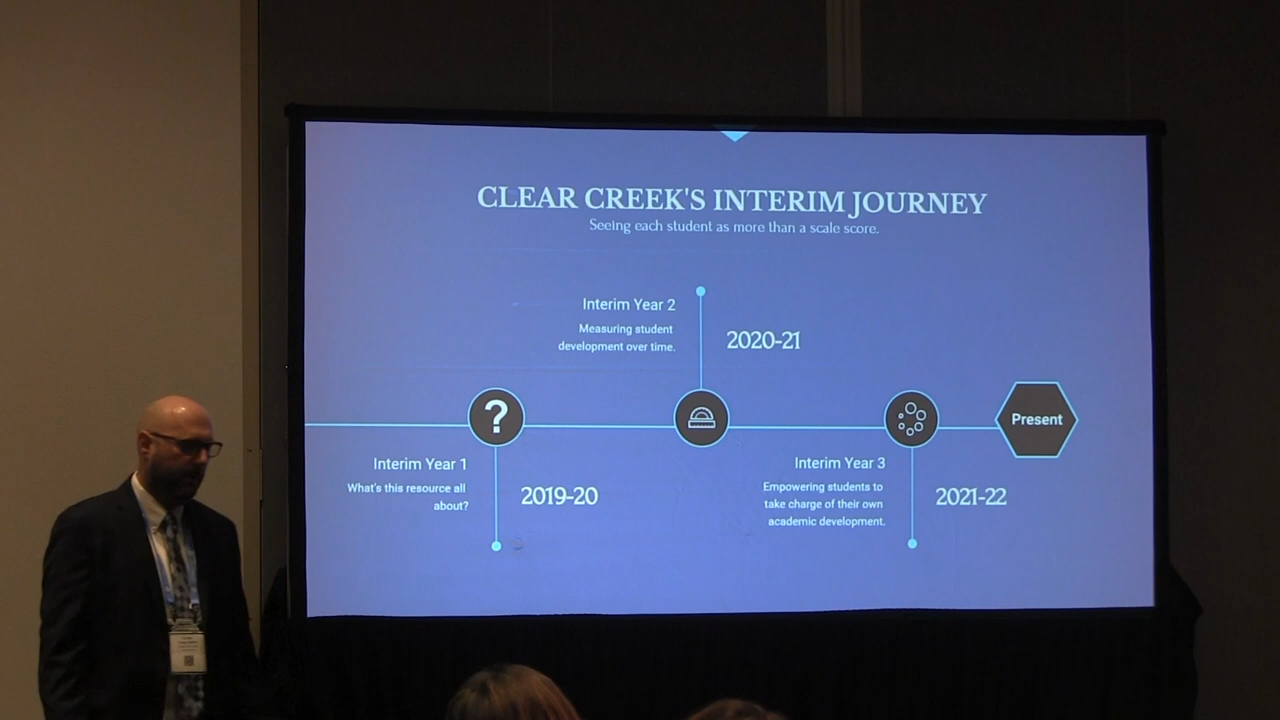 CLEAR CREEK'S INTERIM JOURNEY
Seeing each student as more than a scale score.
Interim Year 2
Measuring student
development over time.
2020-21
?
Present
Interim Year 1
What's this resource all
about?
2019-20
Interim Year 3
Empowering students to
take charge of their own
academic development.
2021-22